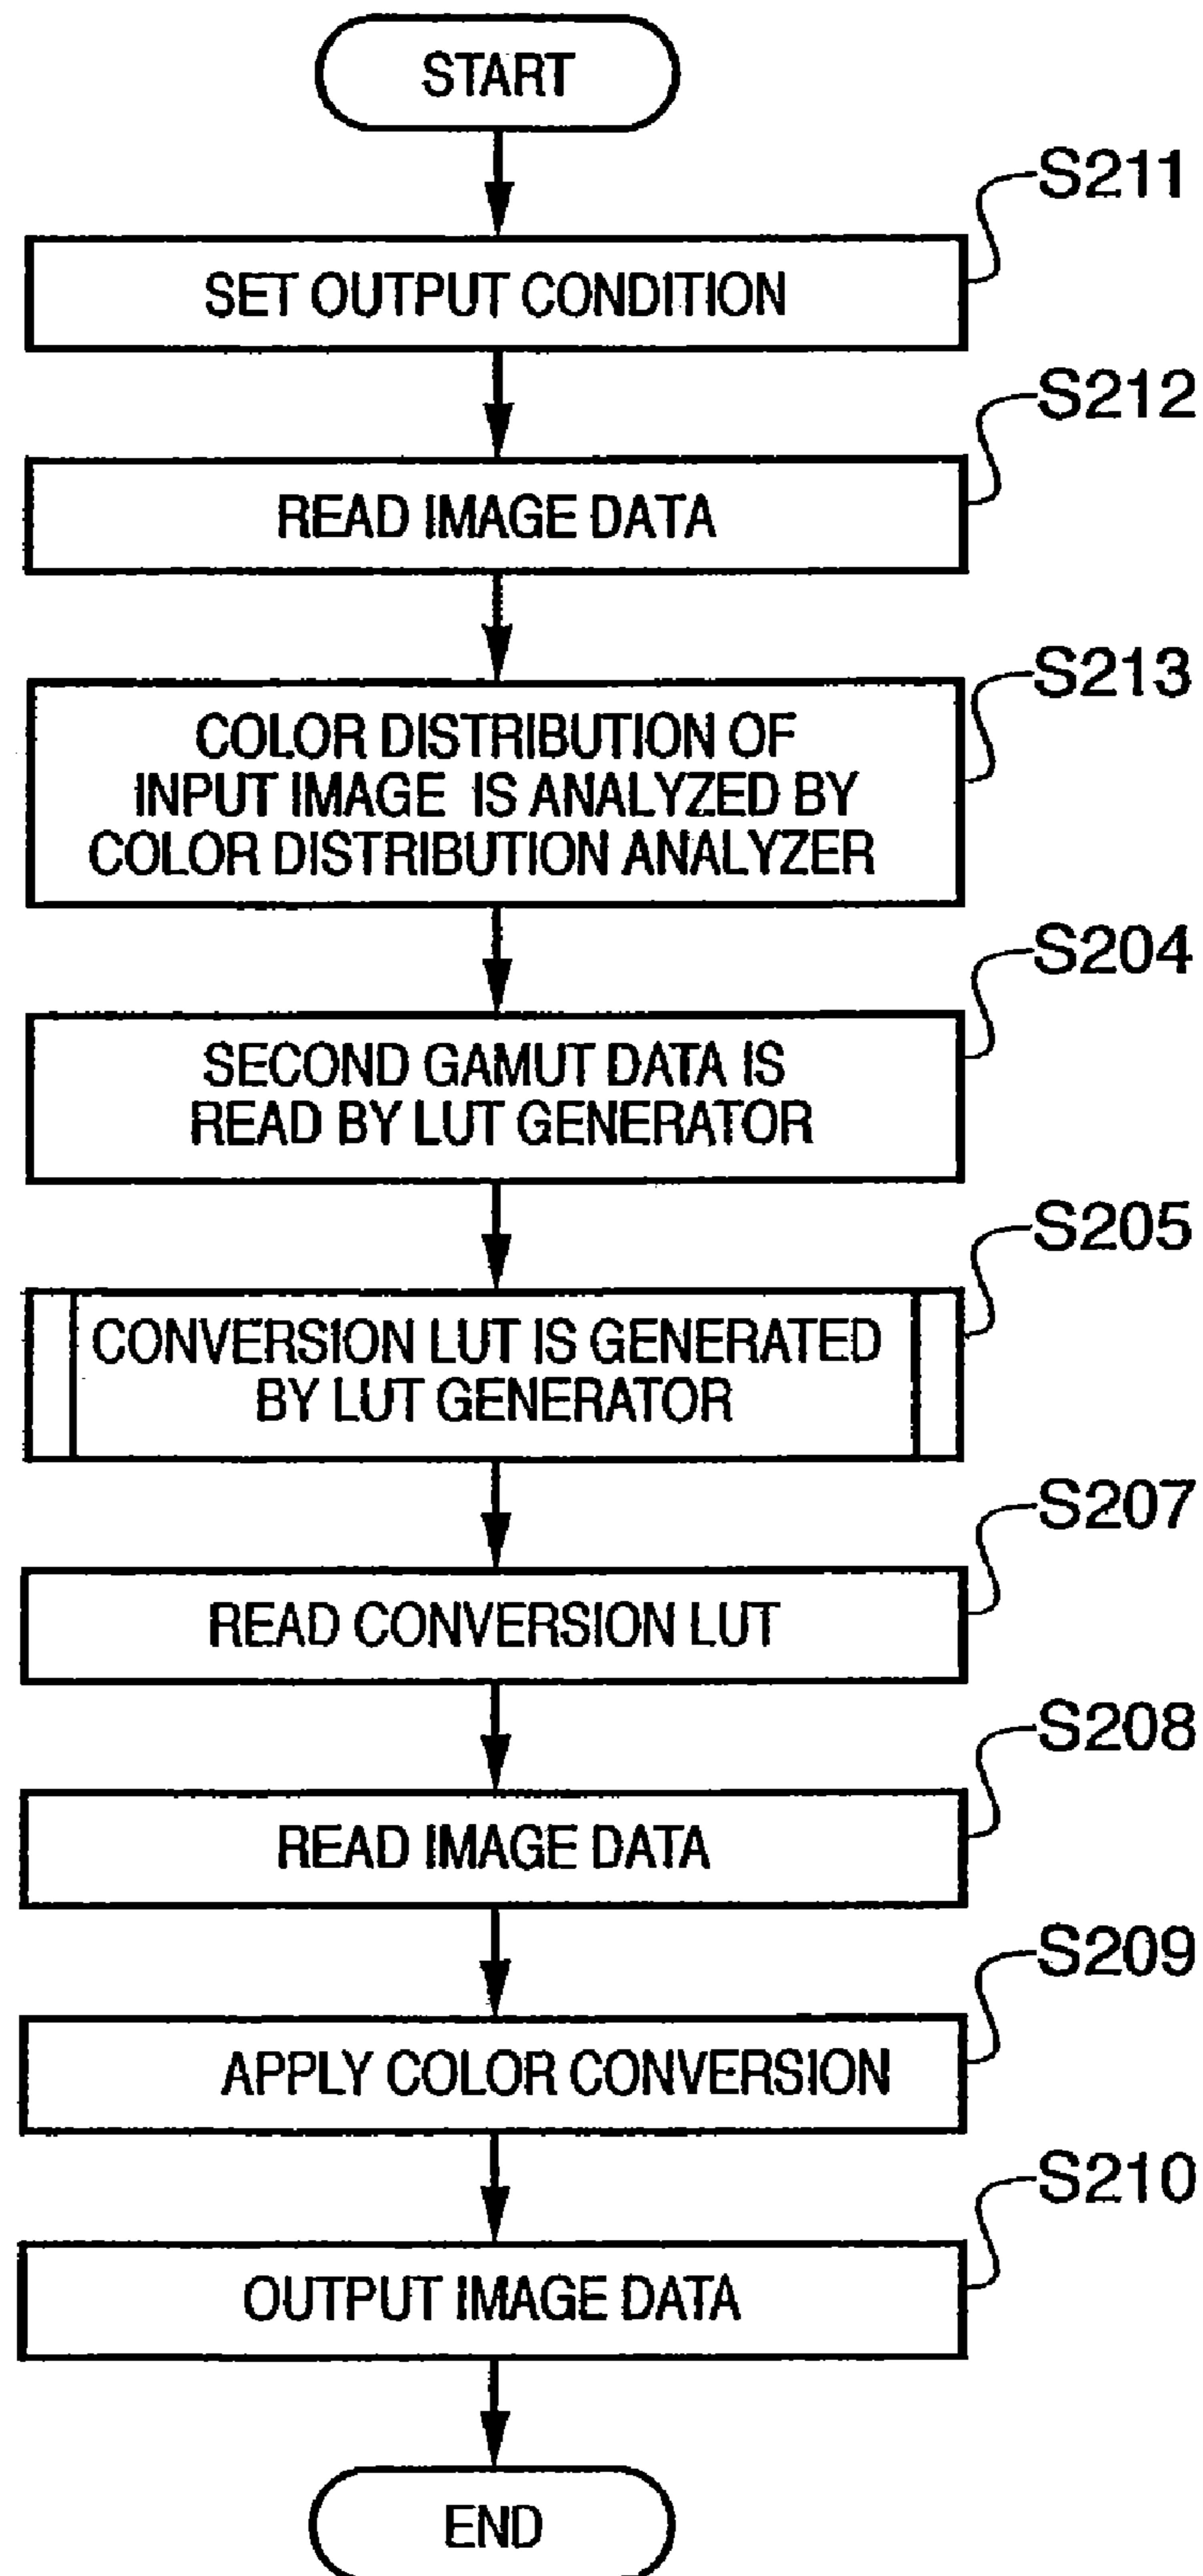 START
S211
SET OUTPUT CONDITION
S212
READ IMAGE DATA
S213
COLOR DISTRIBUTION OF
INPUT IMAGE IS ANALYZED BY
COLOR DISTRIBUTION ANALYZER
S204
SECOND GAMUT DATA IS
READ BY LUT GENERATOR
S205
CONVERSION LUT IS GENERATED
BY LUT GENERATOR
S207
READ CONVERSION LUT
S208
READ IMAGE DATA
S209
APPLY COLOR CONVERSION
S210
OUTPUT IMAGE DATA
END